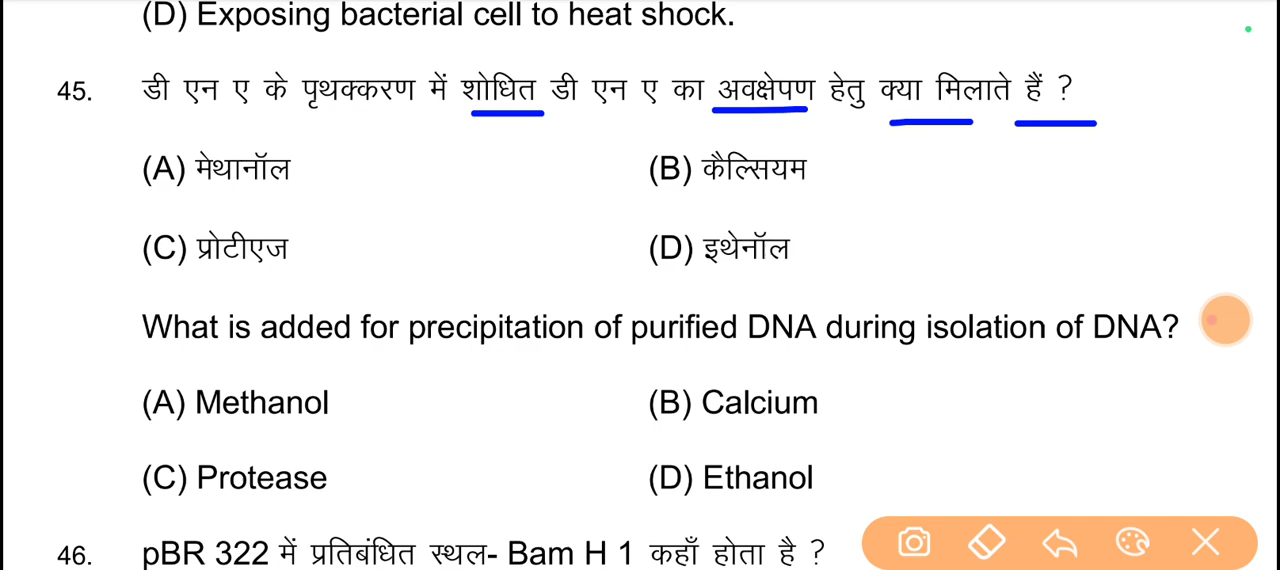 (D) Exposing bacterial cell to heat shock.
45. डी एन ए के पृथक्करण में शोधित डी एन ए का अवक्षेपण हेतु क्या मिलाते हैं ?
(A) मेथानॉल (B) कैल्सियम
(C) प्रोटीएज (D) इथेनॉल
What is added for precipitation of purified DNA during isolation of DNA?
(A) Methanol (B) Calcium
(C) Protease (D) Ethanol
46. pBR 322 में प्रतिबंधित स्थल- Bam H 1 कहाँ होता है ?